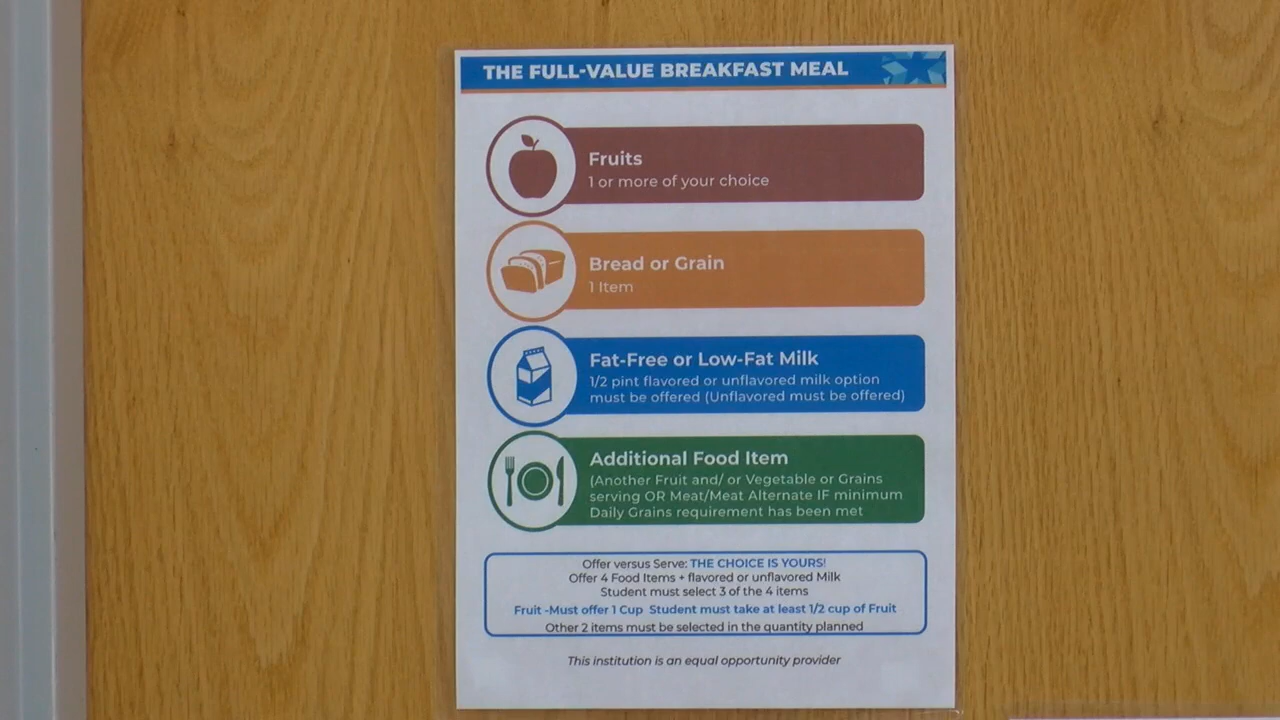 THE FULL-VALUE BREAKFAST MEAL
Fruits
1 or more of your choice
Bread or Grain
1 Item
Fat-Free or Low-Fat Milk
1/2 pint flavored or unflavored milk option
must be offered (Unflavored must be offered)
Additional Food Item
(Another Fruit and/ or Vegetable or Grains
serving OR Meat/Meat Alternate IF minimum
Daily Grains requirement has been met
Offer versus Serve: THE CHOICE IS YOURS!
Offer 4 Food Items + flavored or unflavored Milk
Student must select 3 of the 4 items
Fruit -Must offer 1 Cup Student must take at least 1/2 cup of Fruit
Other 2 items must be selected in the quantity planned
This institution is an equal opportunity provider